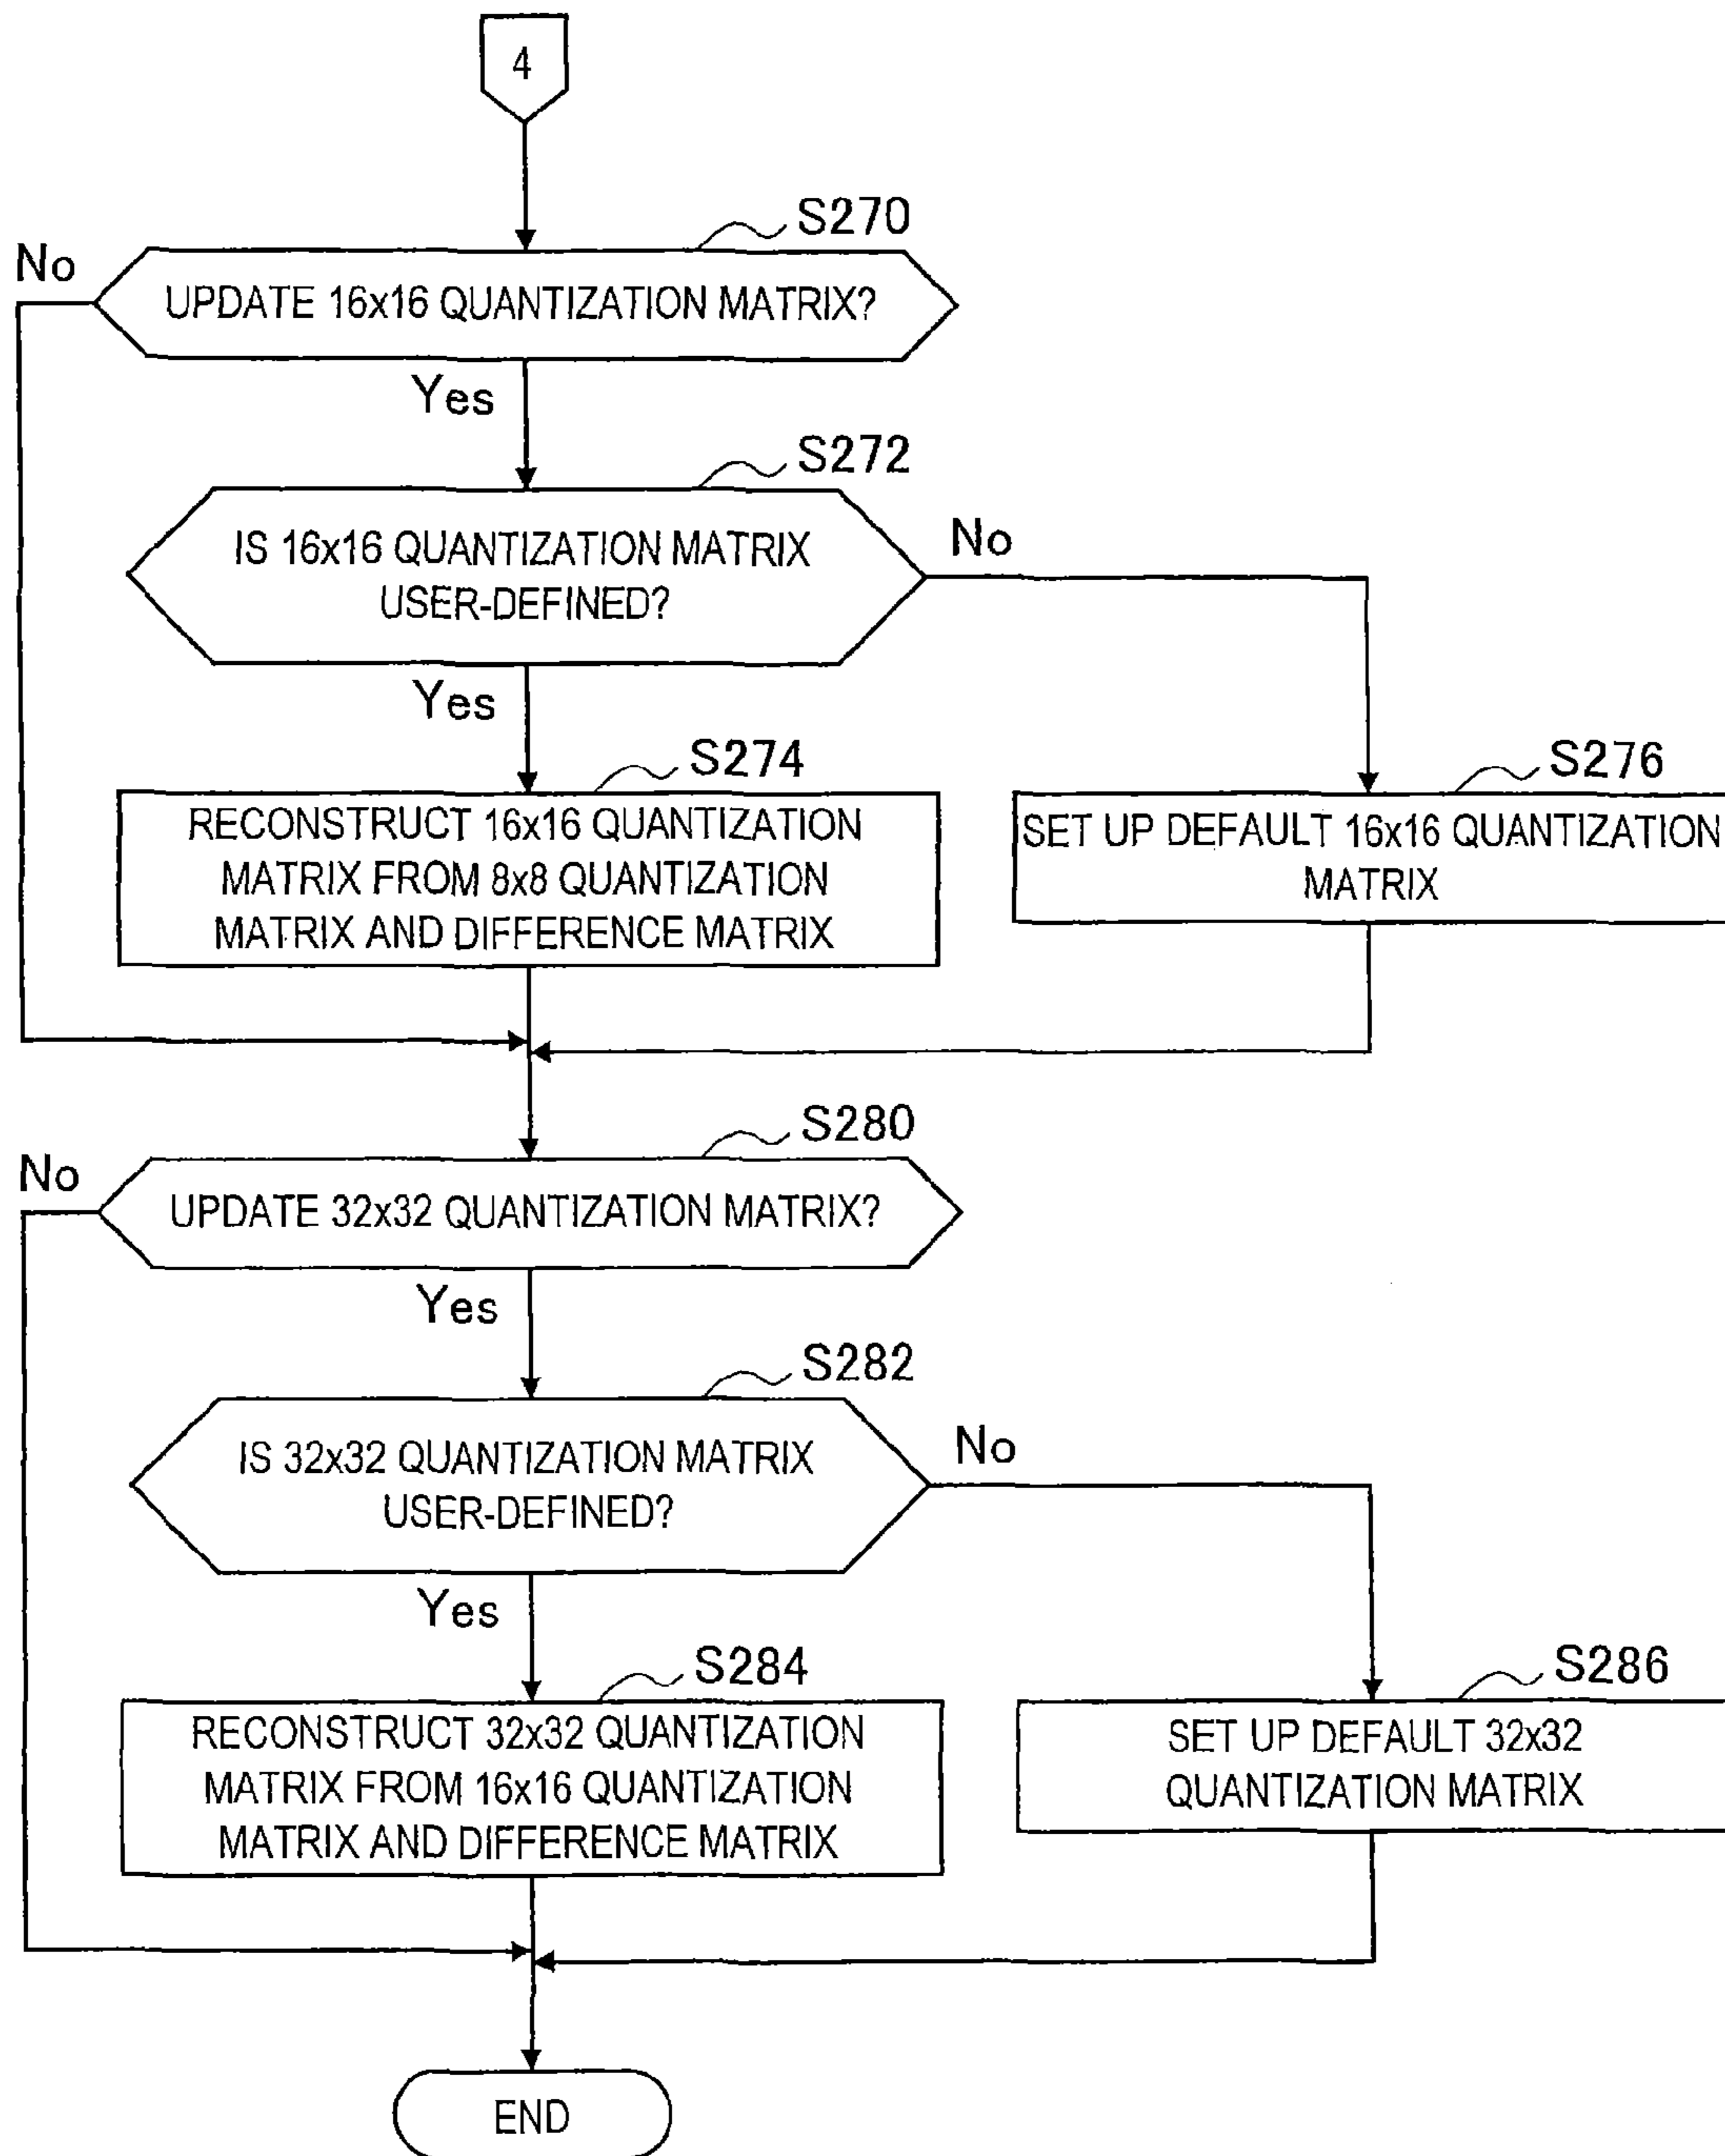 4
S270
No
UPDATE 16x16 QUANTIZATION MATRIX?
Yes
S272
IS 16x16 QUANTIZATION MATRIX
USER-DEFINED?
No
Yes
S274
RECONSTRUCT 16x16 QUANTIZATION
MATRIX FROM 8x8 QUANTIZATION
MATRIX AND DIFFERENCE MATRIX
S276
SET UP DEFAULT 16x16 QUANTIZATION
MATRIX
S280
No
UPDATE 32x32 QUANTIZATION MATRIX?
Yes
S282
IS 32x32 QUANTIZATION MATRIX
USER-DEFINED?
No
Yes
S284
RECONSTRUCT 32x32 QUANTIZATION
MATRIX FROM 16x16 QUANTIZATION
MATRIX AND DIFFERENCE MATRIX
S286
SET UP DEFAULT 32x32
QUANTIZATION MATRIX
END